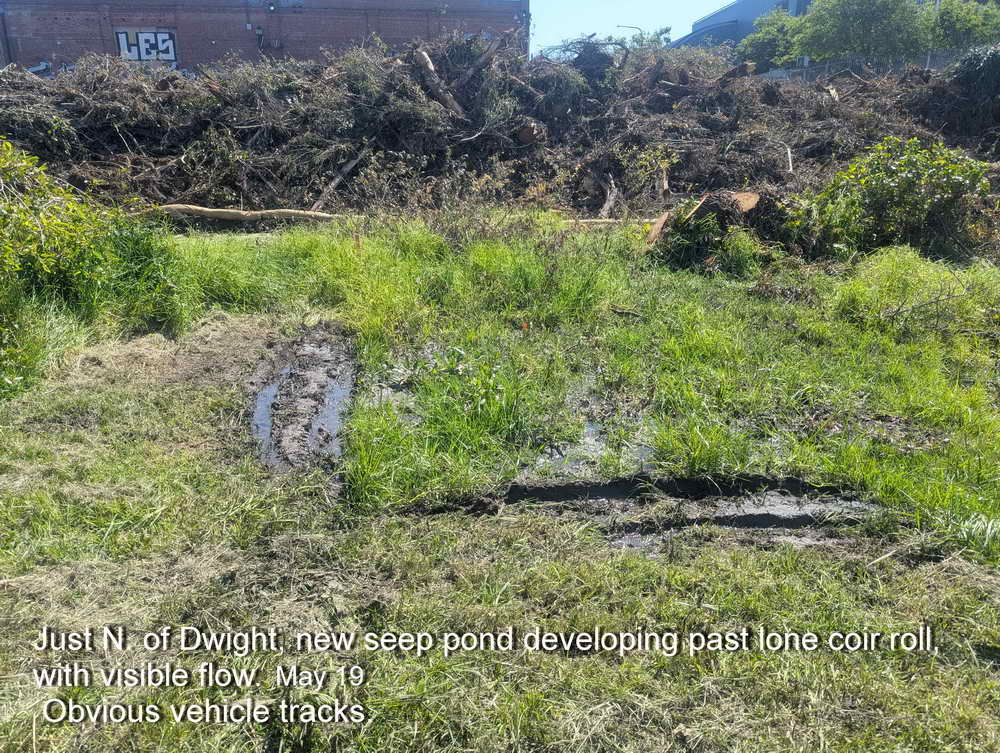 LES
Just N. of Dwight, new seep pond developing past lone coir roll,
with visible flow. May 19
Obvious vehicle tracks